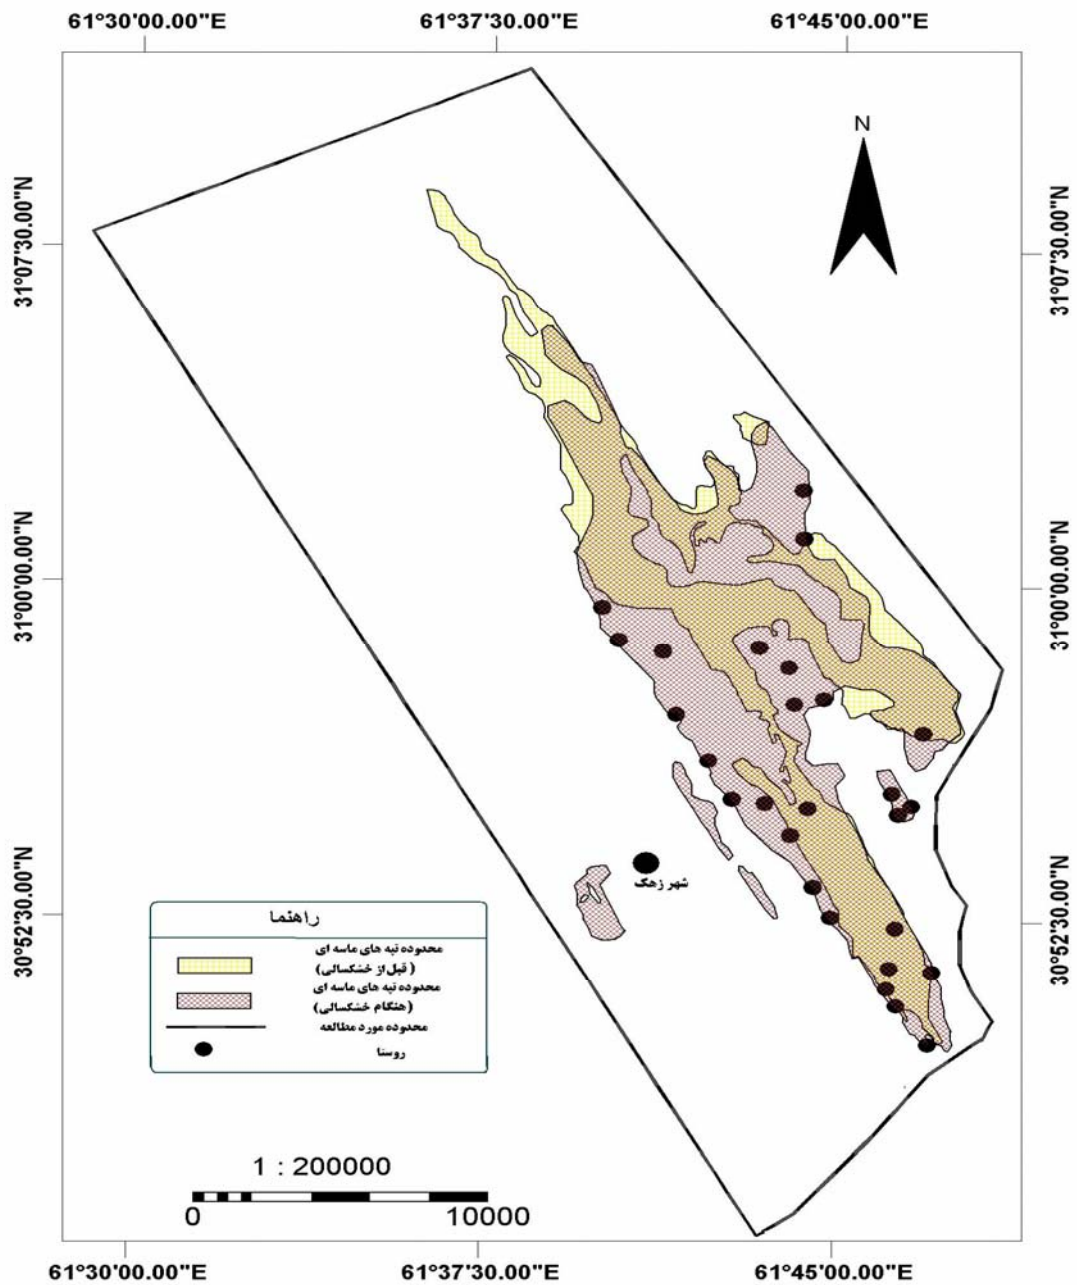 61°30'00.00"E
61°37'30.00"E
61°45'00.00"E
N
31°07'30.00"N
31°07'30.00"N
31°00'00.00"N
31°00'00.00"N
شهر زهک
30°52'30.00"N
30°52'30.00"N
راهنما
محدوده تپه های ماسه ای
(قبل از خشکسالی)
محدوده تپه های ماسه ای
(هنگام خشکسالی)
محدوده مورد مطالعه
روستا
1 : 200000
0 10000
61°30'00.00"E
61°37'30.00"E
61°45'00.00"E